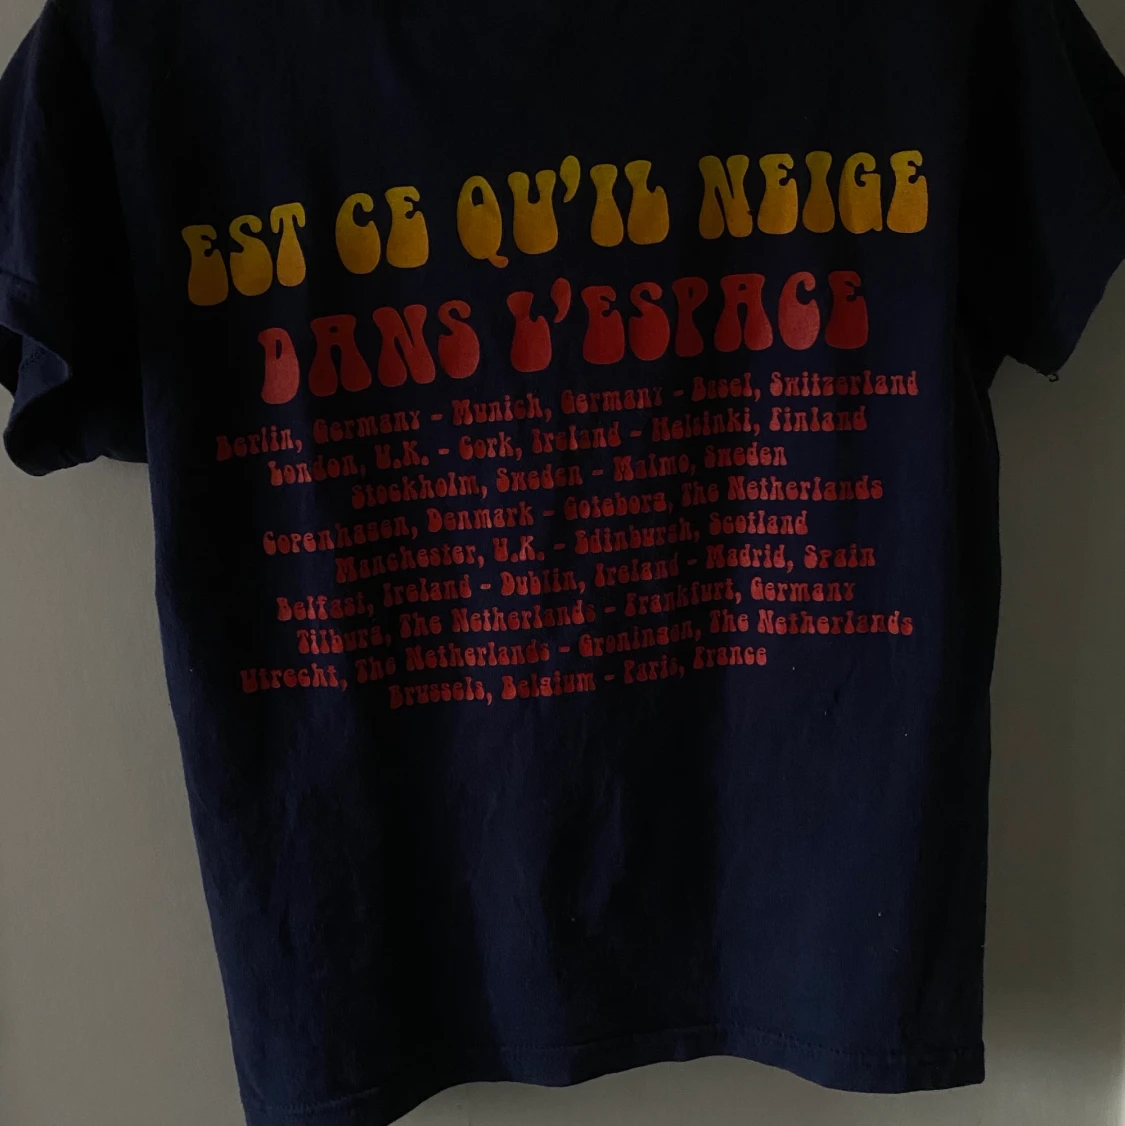 EST CE QU'IL NEIGE
DANS L'ESPACE
Berlin, Germany - Munich, Germany - Basel, Switzerland
London, U.K. - Cork, Ireland - Helsinki, Finland
Stockholm, Sweden - Malmo, Sweden
Copenhagen, Denmark - Goteborg, The Netherlands
Manchester, U.K. - Edinburgh, Scotland
Belfast, Ireland - Dublin, Ireland - Madrid, Spain
Tilburg, The Netherlands - Frankfurt, Germany
Utrecht, The Netherlands - Groningen, The Netherlands
Brussels, Belgium - Paris, France